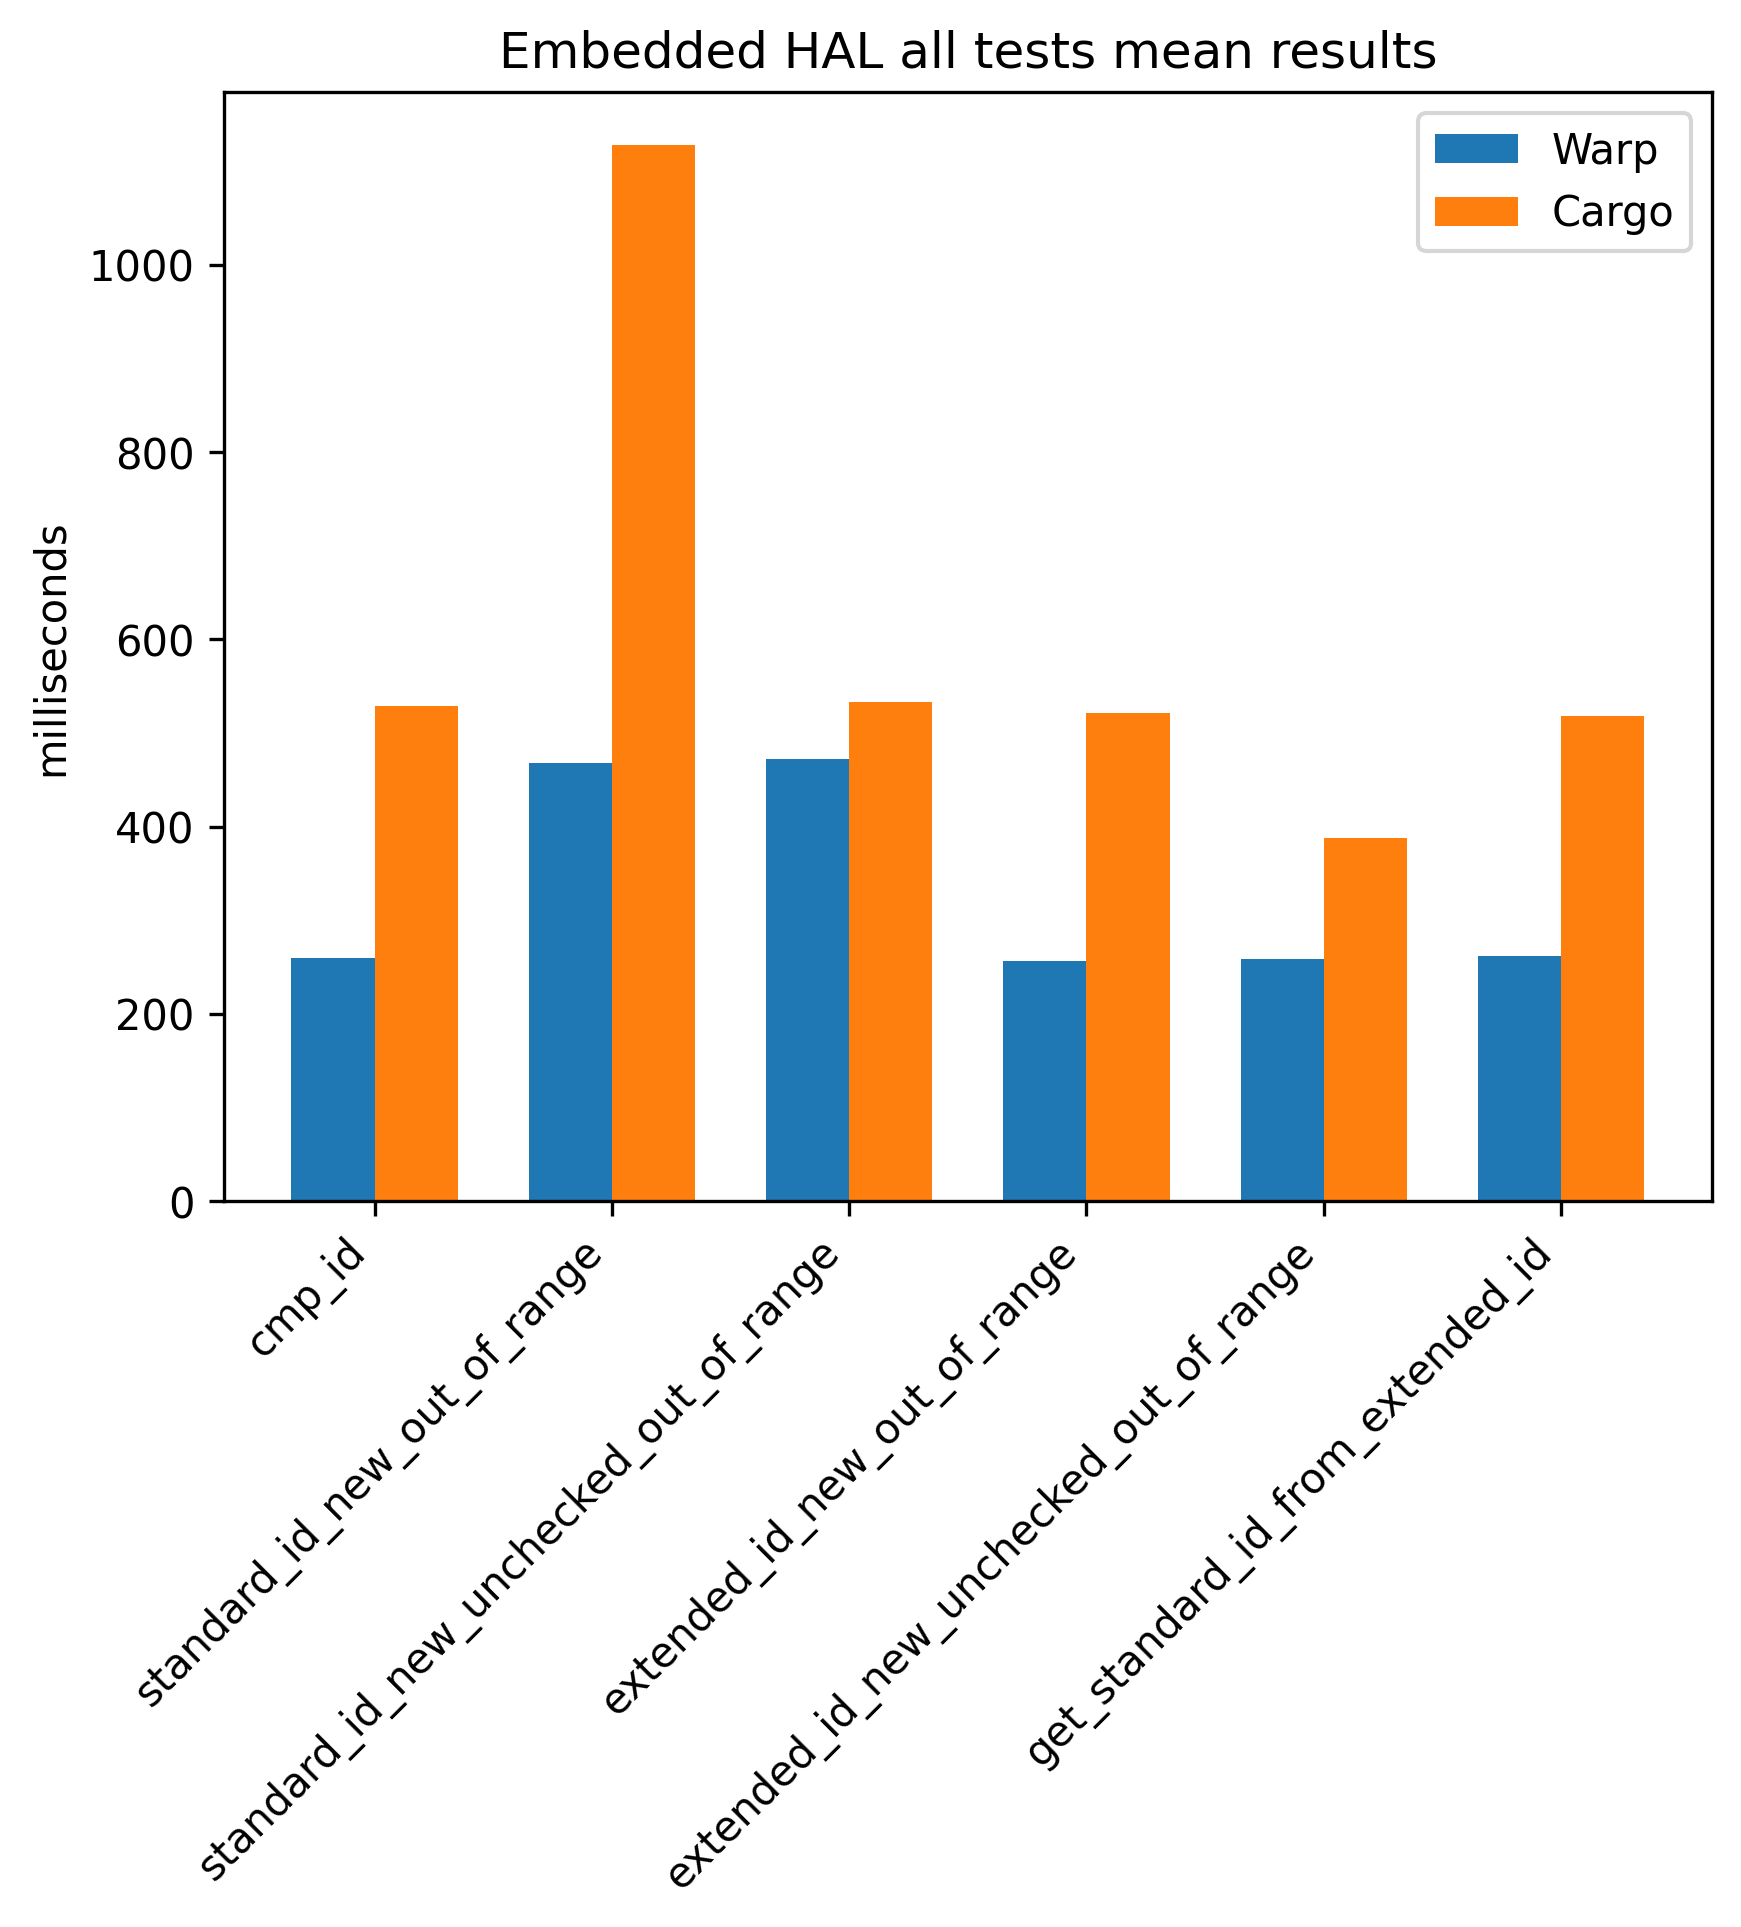 Embedded HAL all tests mean results
Warp
Cargo
milliseconds
1000
800
600
400
200
0
cmp_id
standard_id_new_out_of_range
standard_id_new_unchecked_out_of_range
extended_id_new_out_of_range
extended_id_new_unchecked_out_of_range
get_standard_id_from_extended_id